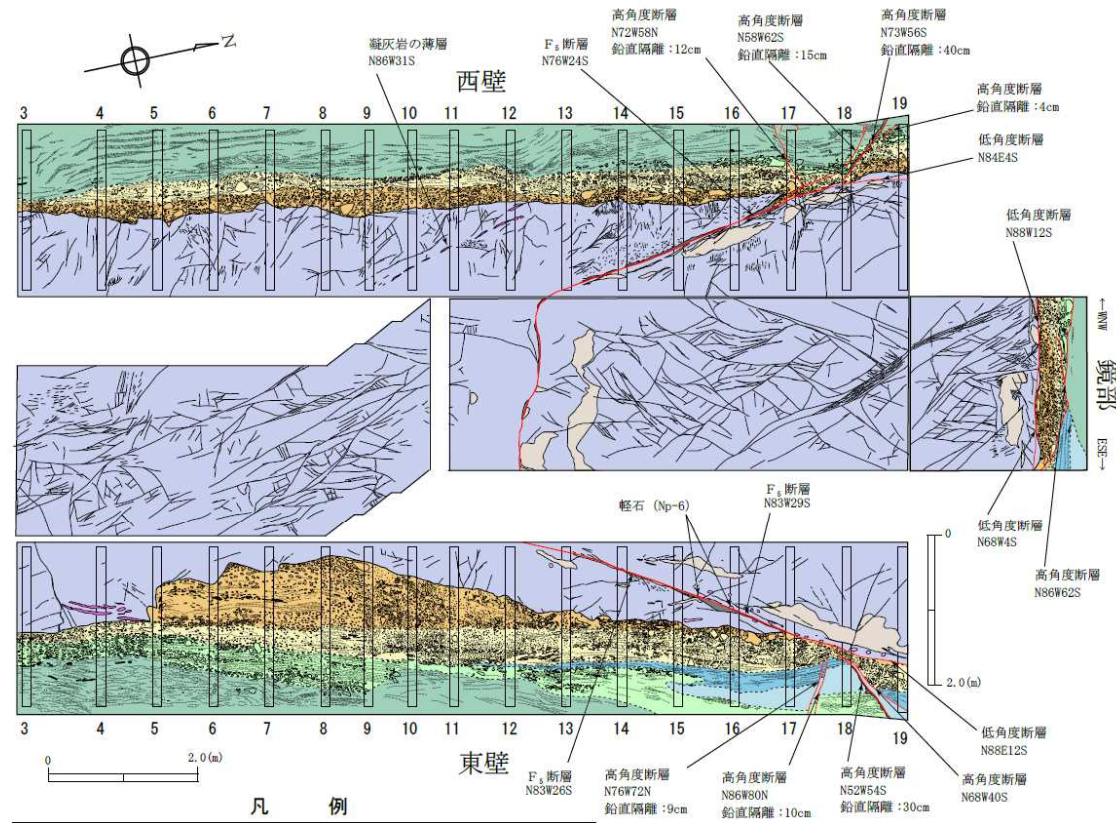 N
凝灰岩の薄層
N86W31S
F₅断層
N76W24S
高角度断層
N72W58N
鉛直隔離:12cm
高角度断層
N58W62S
鉛直隔離:15cm
高角度断層
N73W56S
鉛直隔離:40cm
高角度断層
鉛直隔離:4cm
低角度断層
N84E4S
西壁
3 4 5 6 7 8 9 10 11 12 13 14 15 16 17 18 19
低角度断層
N88W12S
←WNW
鏡部
ESE→
低角度断層
N68W4S
高角度断層
N86W62S
軽石 (Np-6)
F₅断層
N83W29S
0
2.0(m)
3 4 5 6 7 8 9 10 11 12 13 14 15 16 17 18 19
東壁
低角度断層
N88E12S
0 2.0(m)
F₅断層
N83W26S
高角度断層
N76W72N
鉛直隔離:9cm
高角度断層
N86W80N
鉛直隔離:10cm
高角度断層
N52W54S
鉛直隔離:30cm
高角度断層
N68W40S
凡 例